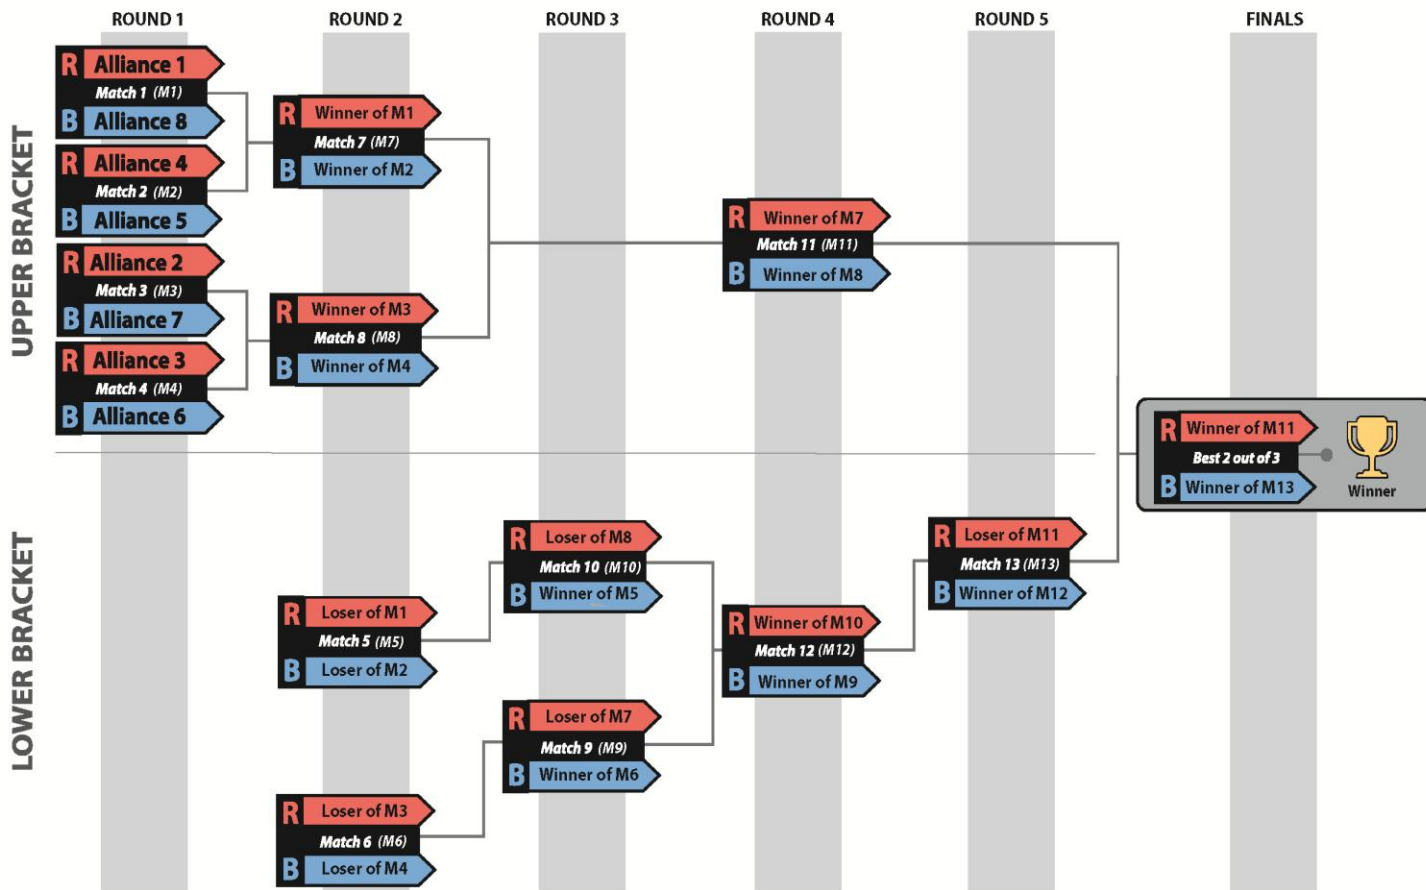 ROUND 1
ROUND 2
ROUND 3
ROUND 4
ROUND 5
FINALS
UPPER BRACKET
R Alliance 1
Match 1 (M1)
B Alliance 8
R Alliance 4
Match 2 (M2)
B Alliance 5
R Alliance 2
Match 3 (M3)
B Alliance 7
R Alliance 3
Match 4 (M4)
B Alliance 6
R Winner of M1
Match 7 (M7)
B Winner of M2
R Winner of M3
Match 8 (M8)
B Winner of M4
R Winner of M7
Match 11 (M11)
B Winner of M8
R Winner of M11
Best 2 out of 3
B Winner of M13
Winner
LOWER BRACKET
R Loser of M1
Match 5 (M5)
B Loser of M2
R Loser of M3
Match 6 (M6)
B Loser of M4
R Loser of M8
Match 10 (M10)
B Winner of M5
R Loser of M7
Match 9 (M9)
B Winner of M6
R Winner of M10
Match 12 (M12)
B Winner of M9
R Loser of M11
Match 13 (M13)
B Winner of M12